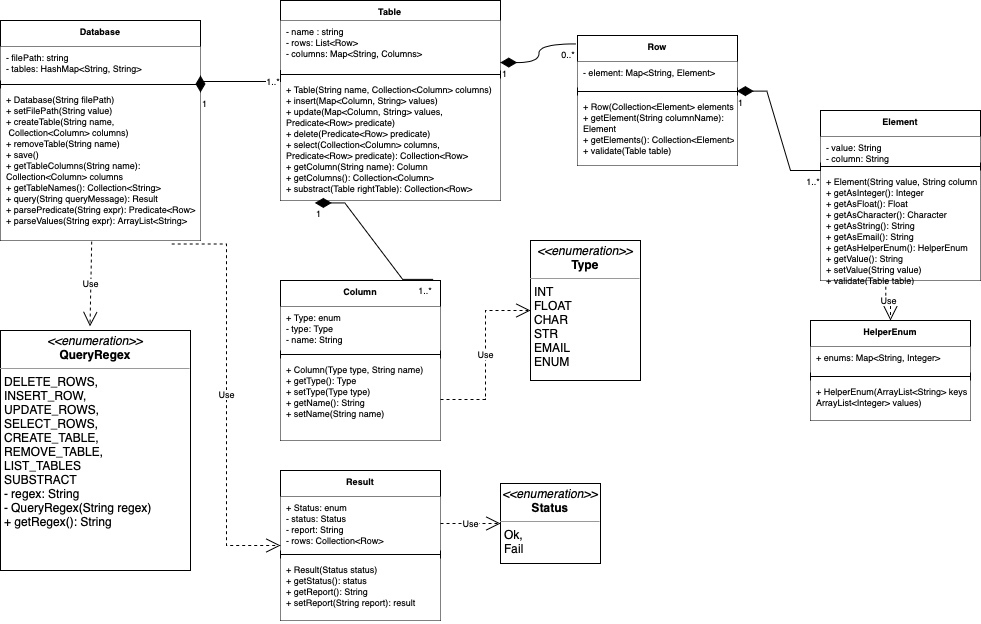 Database
- filePath: string
- tables: HashMap<String, String>
+ Database(String filePath)
+ setFilePath(String value)
+ createTable(String name,
Collection<Column> columns)
+ removeTable(String name)
+ save()
+ getTableColumns(String name):
Collection<Column> columns
+ getTableNames(): Collection<String>
+ query(String queryMessage): Result
+ parsePredicate(String expr): Predicate<Row>
+ parseValues(String expr): ArrayList<String>
1
1..*
Table
- name : string
- rows: List<Row>
- columns: Map<String, Columns>
+ Table(String name, Collection<Column> columns)
+ insert(Map<Column, String> values)
+ update(Map<Column, String> values,
Predicate<Row> predicate)
+ delete(Predicate<Row> predicate)
+ select(Collection<Column> columns,
Predicate<Row> predicate): Collection<Row>
+ getColumn(String name): Column
+ getColumns(): Collection<Column>
+ substract(Table rightTable): Collection<Row>
1
0..*
Row
- element: Map<String, Element>
+ Row(Collection<Element> elements
+ getElement(String columnName):
Element
+ getElements(): Collection<Element>
+ validate(Table table)
1
1..*
Element
- value: String
- column: String
+ Element(String value, String column
+ getAsInteger(): Integer
+ getAsFloat(): Float
+ getAsCharacter(): Character
+ getAsString(): String
+ getAsEmail(): String
+ getAsHelperEnum(): HelperEnum
+ getValue(): String
+ setValue(String value)
+ validate(Table table)
Use
HelperEnum
+ enums: Map<String, Integer>
+ HelperEnum(ArrayList<String> keys
ArrayList<Integer> values)
1
1..*
Column
+ Type: enum
- type: Type
- name: String
+ Column(Type type, String name)
+ getType(): Type
+ setType(Type type)
+ getName(): String
+ setName(String name)
Use
<<enumeration>>
Type
INT
FLOAT
CHAR
STR
EMAIL
ENUM
Use
<<enumeration>>
QueryRegex
DELETE_ROWS,
INSERT_ROW,
UPDATE_ROWS,
SELECT_ROWS,
CREATE_TABLE,
REMOVE_TABLE,
LIST_TABLES
SUBSTRACT
- regex: String
- QueryRegex(String regex)
+ getRegex(): String
Use
Result
+ Status: enum
- status: Status
- report: String
- rows: Collection<Row>
+ Result(Status status)
+ getStatus(): status
+ getReport(): String
+ setReport(String report): result
Use
<<enumeration>>
Status
Ok,
Fail